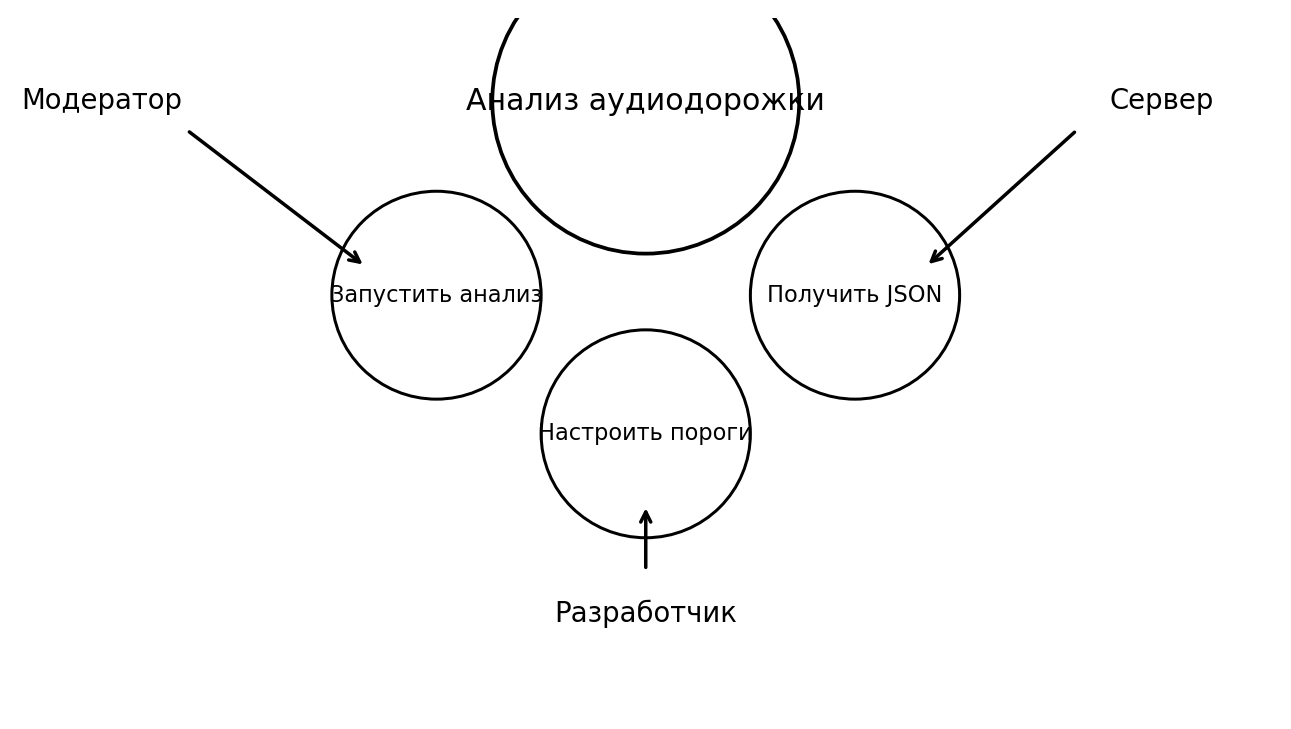 Модератор
Анализ аудиодорожки
Сервер
Запустить анализ
Получить JSON
Настроить пороги
Разработчик